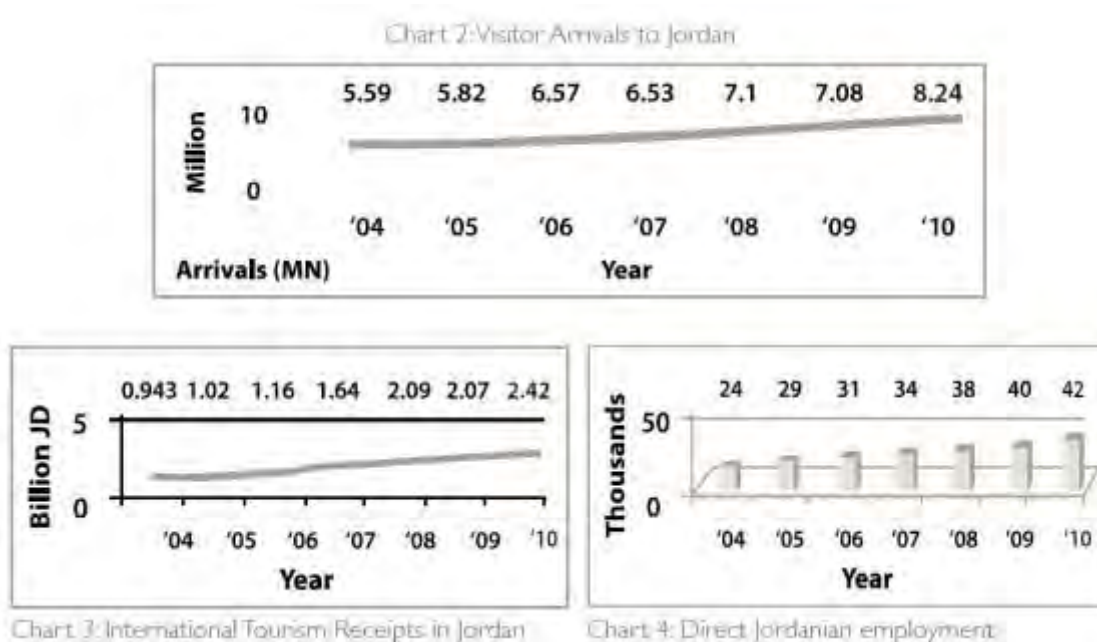 Chart 2: Visitor Arrivals to Jordan
5.59 5.82 6.57 6.53 7.1 7.08 8.24
10
Million
0
'04 '05 '06 '07 '08 '09 '10
Arrivals (MN) Year
0.943 1.02 1.16 1.64 2.09 2.07 2.42
5
Billion JD
0
'04 '05 '06 '07 '08 '09 '10
Year
Chart 3: International Tourism Receipts in Jordan
24 29 31 34 38 40 42
50
Thousands
0
'04 '05 '06 '07 '08 '09 '10
Year
Chart 4: Direct Jordanian employment